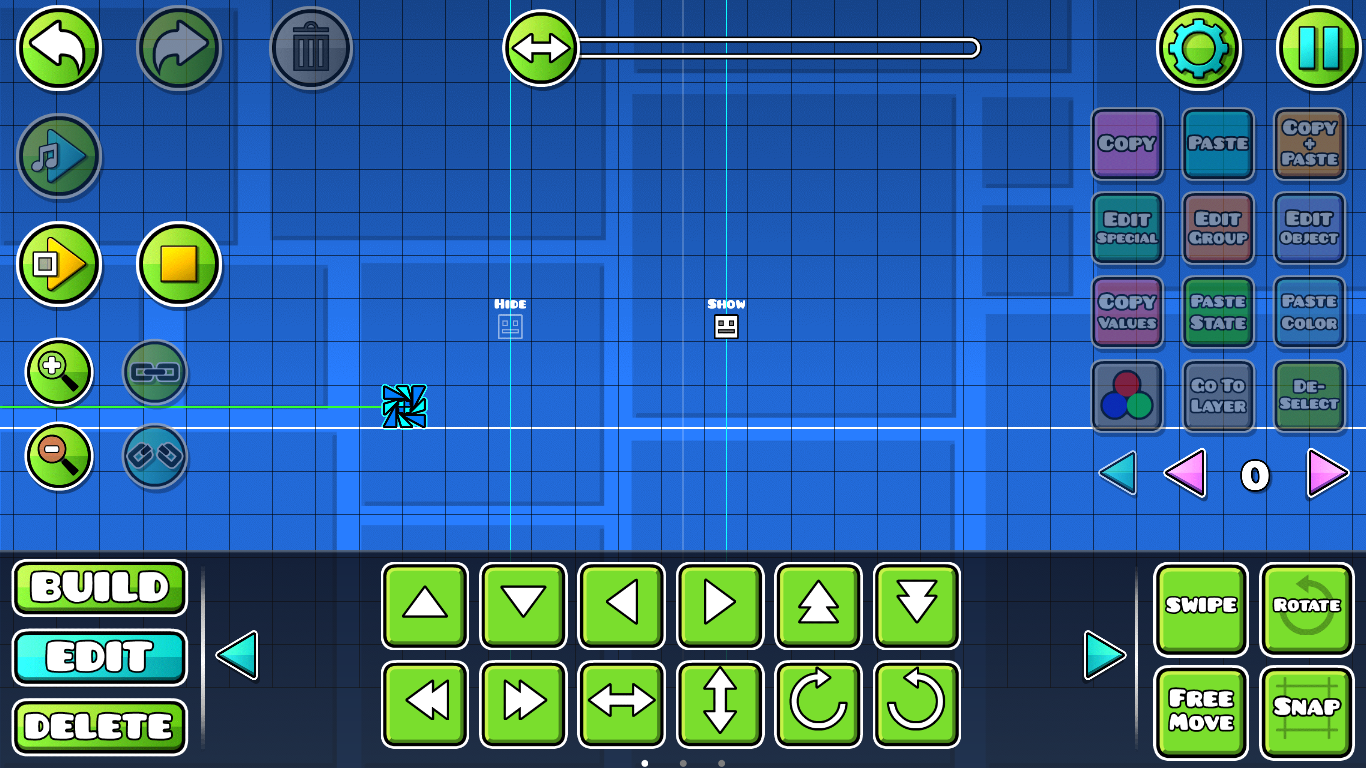 COPY
PASTE
COPY
+
PASTE
EDIT
SPECIAL
EDIT
GROUP
EDIT
OBJECT
HIDE
SHOW
COPY
VALUES
PASTE
STATE
PASTE
COLOR
GO TO
LAYER
DE-
SELECT
0
BUILD
EDIT
DELETE
SWIPE
ROTATE
FREE
MOVE
SNAP